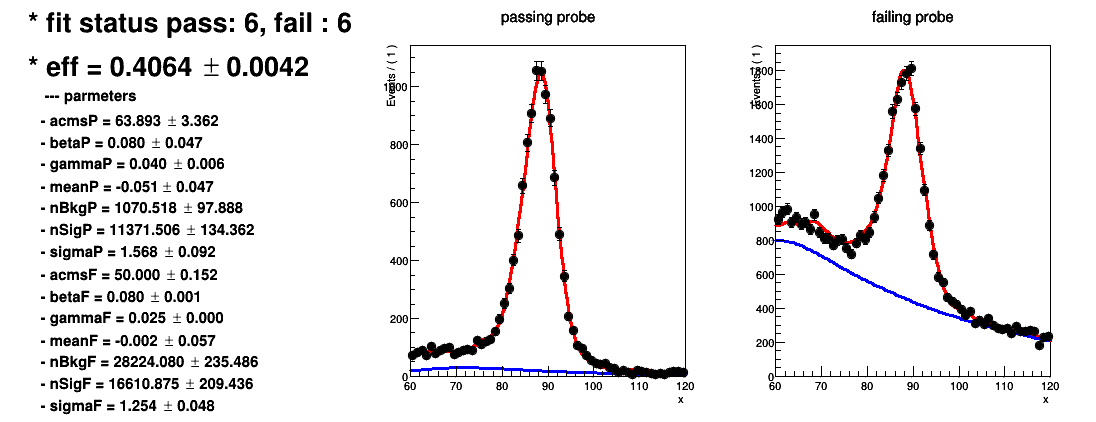 * fit status pass: 6, fail : 6
* eff = 0.4064 ± 0.0042
--- parmeters
- acmsP = 63.893 ± 3.362
- betaP = 0.080 ± 0.047
- gammaP = 0.040 ± 0.006
- meanP = -0.051 ± 0.047
- nBkgP = 1070.518 ± 97.888
- nSigP = 11371.506 ± 134.362
- sigmaP = 1.568 ± 0.092
- acmsF = 50.000 ± 0.152
- betaF = 0.080 ± 0.001
- gammaF = 0.025 ± 0.000
- meanF = -0.002 ± 0.057
- nBkgF = 28224.080 ± 235.486
- nSigF = 16610.875 ± 209.436
- sigmaF = 1.254 ± 0.048
passing probe
Events / ( 1 )
1000
800
600
400
200
0
60 70 80 90 100 110 120
x
failing probe
Events / ( 1 )
1800
1600
1400
1200
1000
800
600
400
200
0
60 70 80 90 100 110 120
x